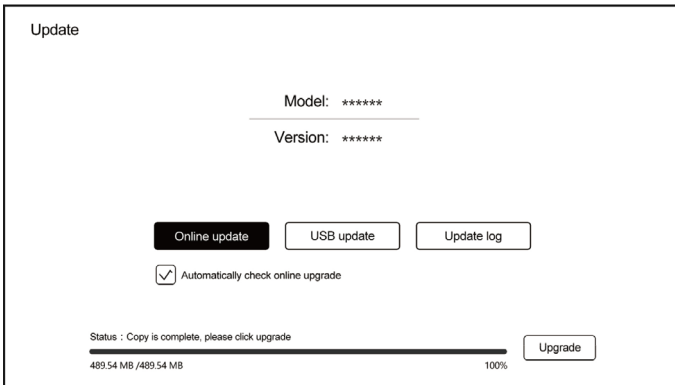 Update
Model: ******
Version: ******
Online update
USB update
Update log
Automatically check online upgrade
Status : Copy is complete, please click upgrade
Upgrade
489.54 MB /489.54 MB
100%